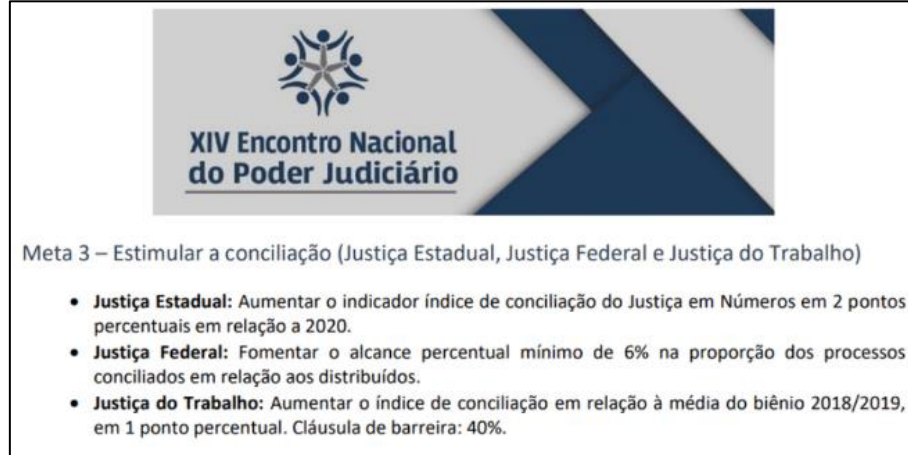 XIV Encontro Nacional
do Poder Judiciário
Meta 3 – Estimular a conciliação (Justiça Estadual, Justiça Federal e Justiça do Trabalho)
• Justiça Estadual: Aumentar o indicador índice de conciliação do Justiça em Números em 2 pontos
percentuais em relação a 2020.
• Justiça Federal: Fomentar o alcance percentual mínimo de 6% na proporção dos processos
conciliados em relação aos distribuídos.
• Justiça do Trabalho: Aumentar o índice de conciliação em relação à média do biênio 2018/2019,
em 1 ponto percentual. Cláusula de barreira: 40%.